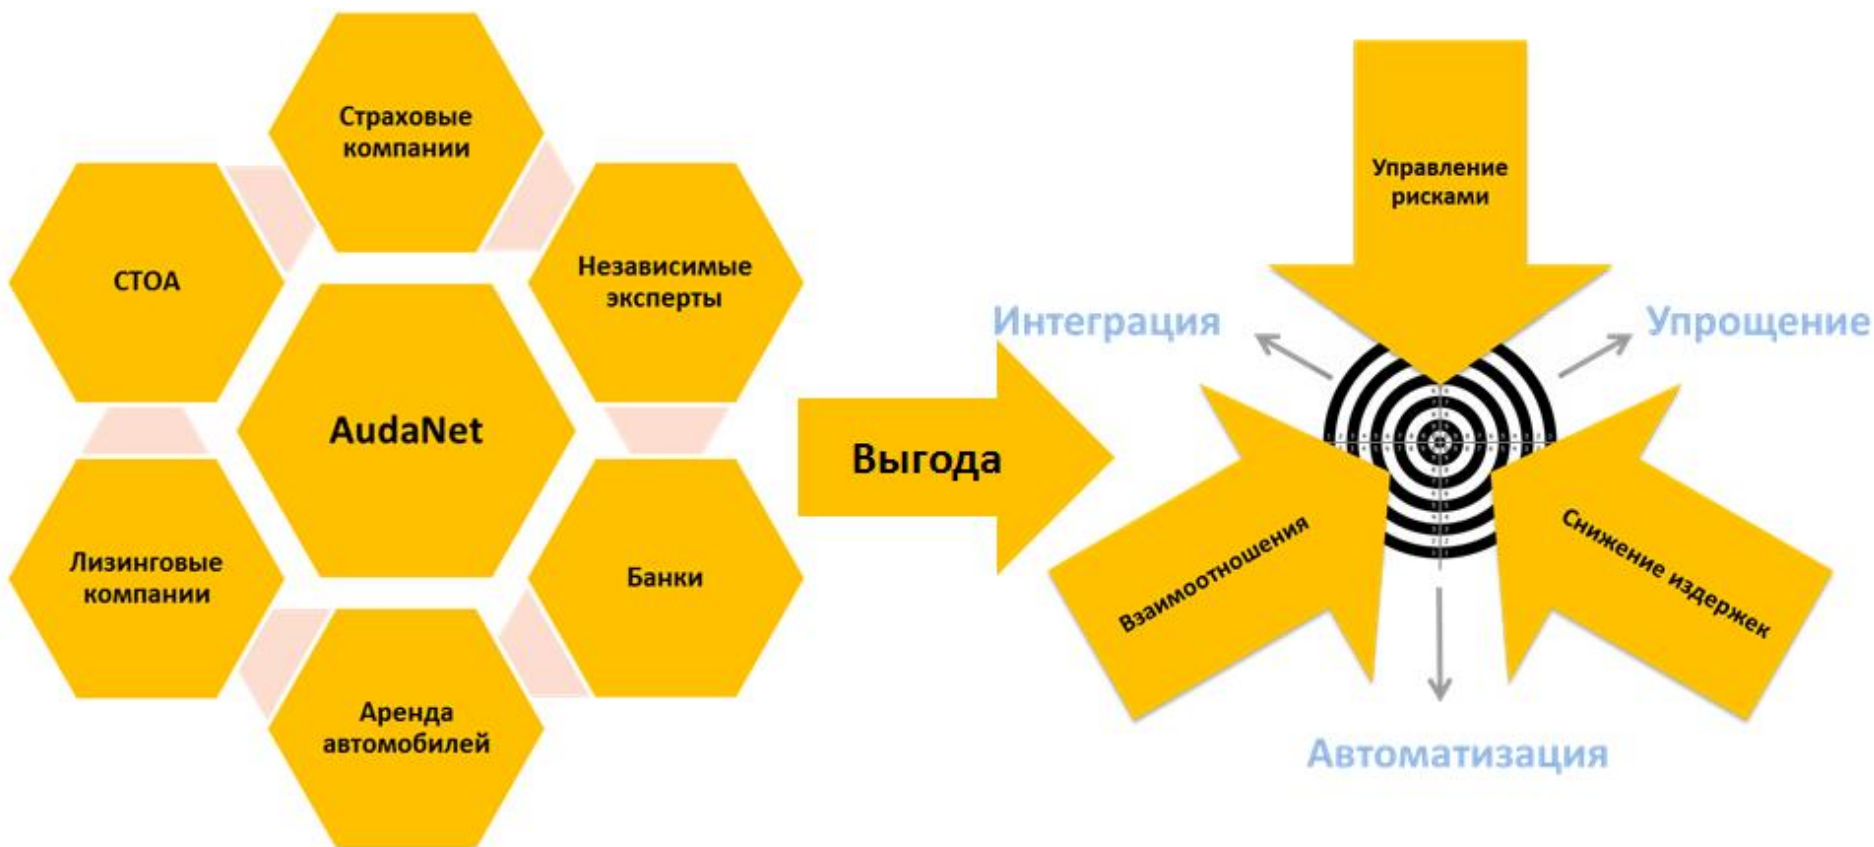 Страховые
компании
СТОА
Независимые
эксперты
AudaNet
Лизинговые
компании
Банки
Аренда
автомобилей
Выгода
Управление
рисками
Интеграция
Упрощение
Взаимоотношения
Снижение издержек
Автоматизация